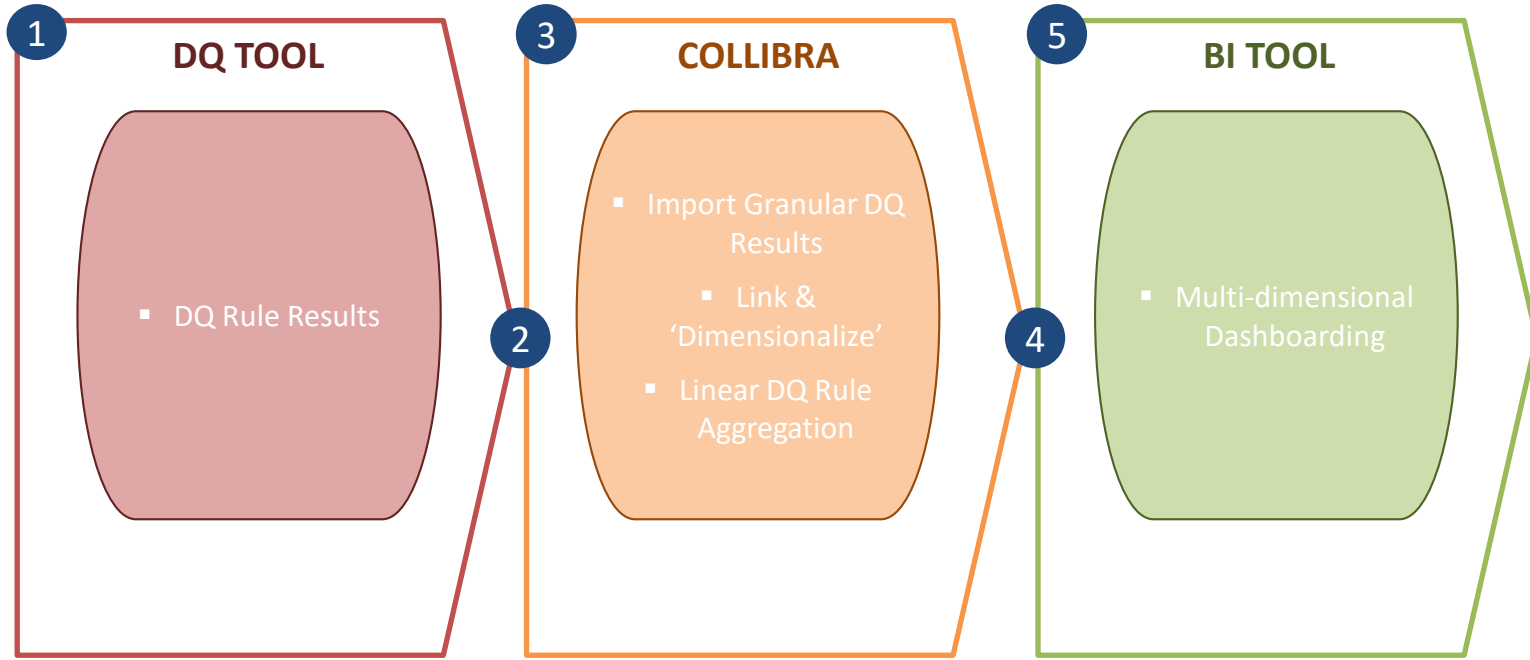 1
DQ TOOL
▪ DQ Rule Results
2
3
COLLIBRA
▪ Import Granular DQ
Results
▪ Link &
‘Dimensionalize’
▪ Linear DQ Rule
Aggregation
4
5
BI TOOL
▪ Multi-dimensional
Dashboarding